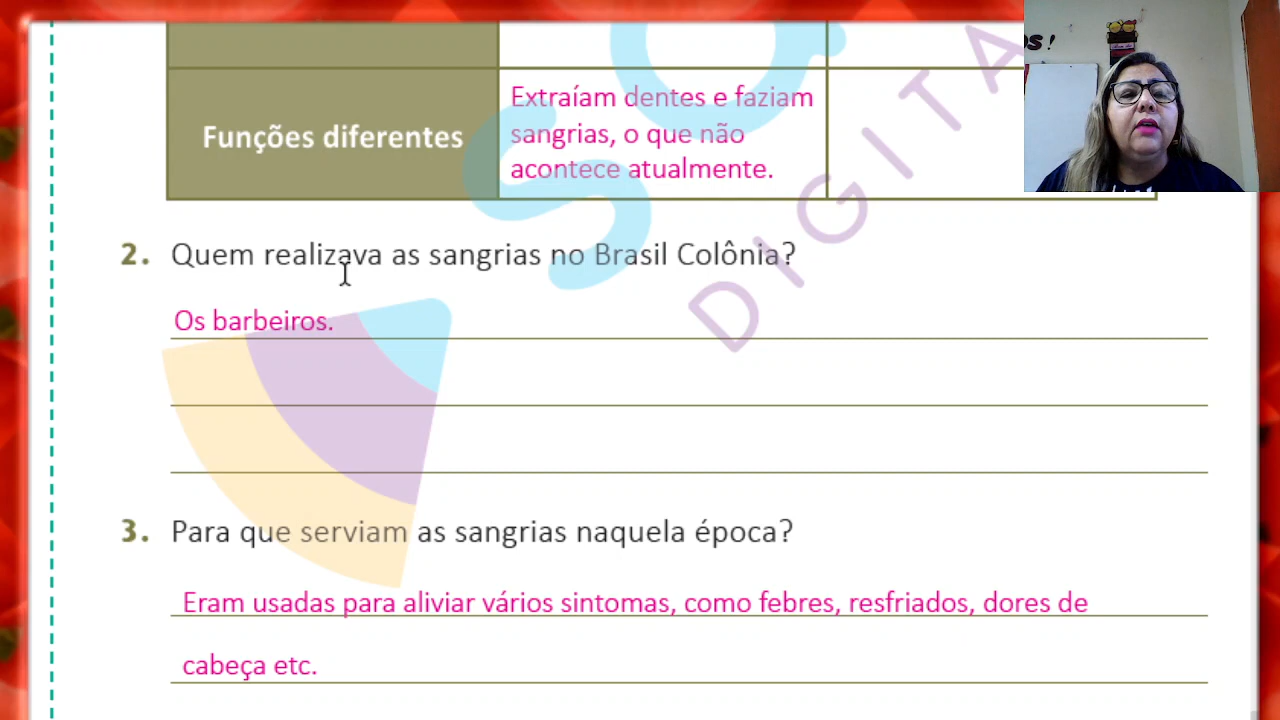 Extraíam dentes e faziam
Funções diferentes
sangrias, o que não
acontece atualmente.
2. Quem realizava as sangrias no Brasil Colônia?
Os barbeiros.
3. Para que serviam as sangrias naquela época?
Eram usadas para aliviar vários sintomas, como febres, resfriados, dores de
cabeça etc.
DIGITA